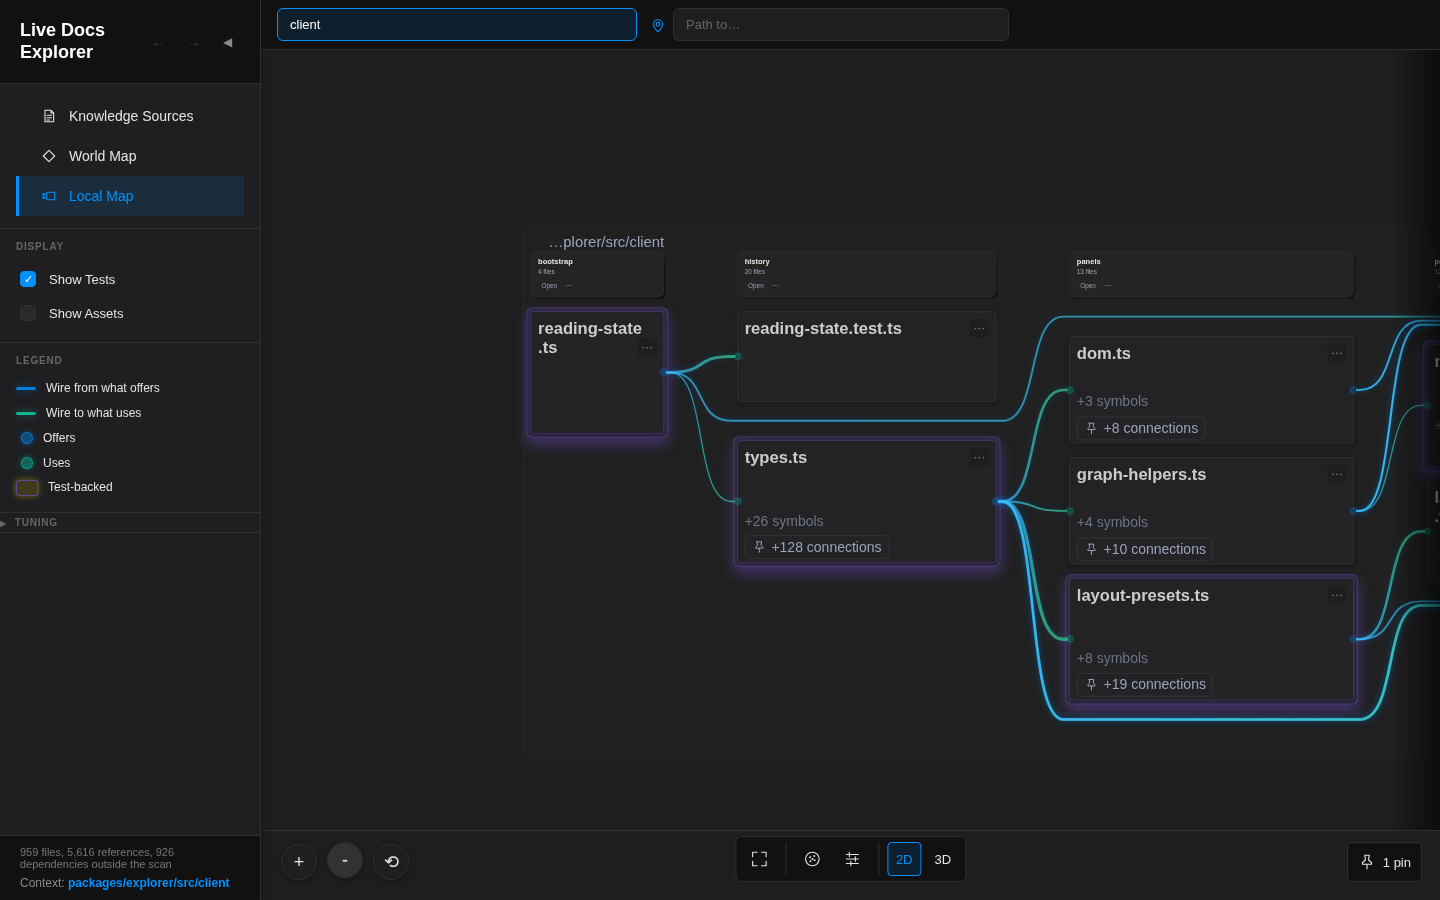 Live Docs
Explorer
← → ◀
client
Path to…
Knowledge Sources
World Map
Local Map
DISPLAY
Show Tests
Show Assets
LEGEND
Wire from what offers
Wire to what uses
Offers
Uses
Test-backed
TUNING
959 files, 5,616 references, 926
dependencies outside the scan
Context: packages/explorer/src/client
…plorer/src/client
bootstrap
4 files
Open ···
history
20 files
Open ···
panels
13 files
Open ···
reading-state
.ts
···
reading-state.test.ts
···
types.ts
···
+26 symbols
+128 connections
dom.ts
···
+3 symbols
+8 connections
graph-helpers.ts
···
+4 symbols
+10 connections
layout-presets.ts
···
+8 symbols
+19 connections
+
-
⟲
2D
3D
1 pin